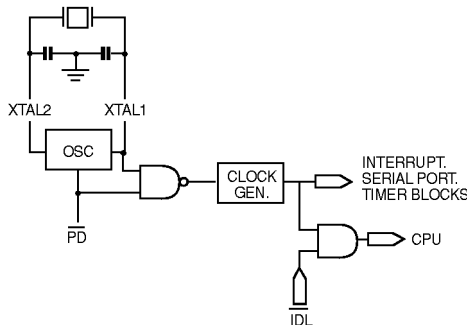 XTAL2
XTAL1
OSC
PD
CLOCK
GEN.
INTERRUPT.
SERIAL PORT.
TIMER BLOCKS
CPU
IDL